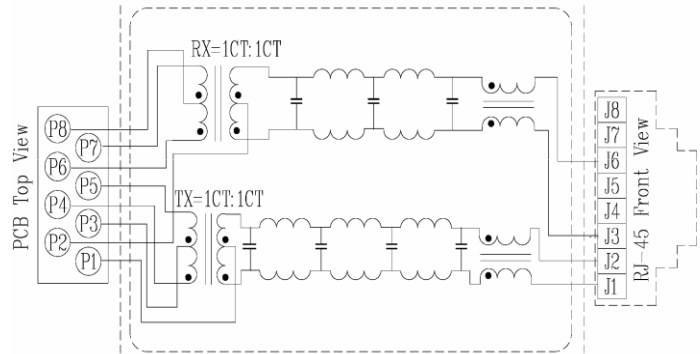 RX=1CT:1CT
PCB Top View
P8
P7
P6
P5
P4
P3
P2
P1
TX=1CT:1CT
J8
J7
J6
J5
J4
J3
J2
J1
RJ-45 Front View